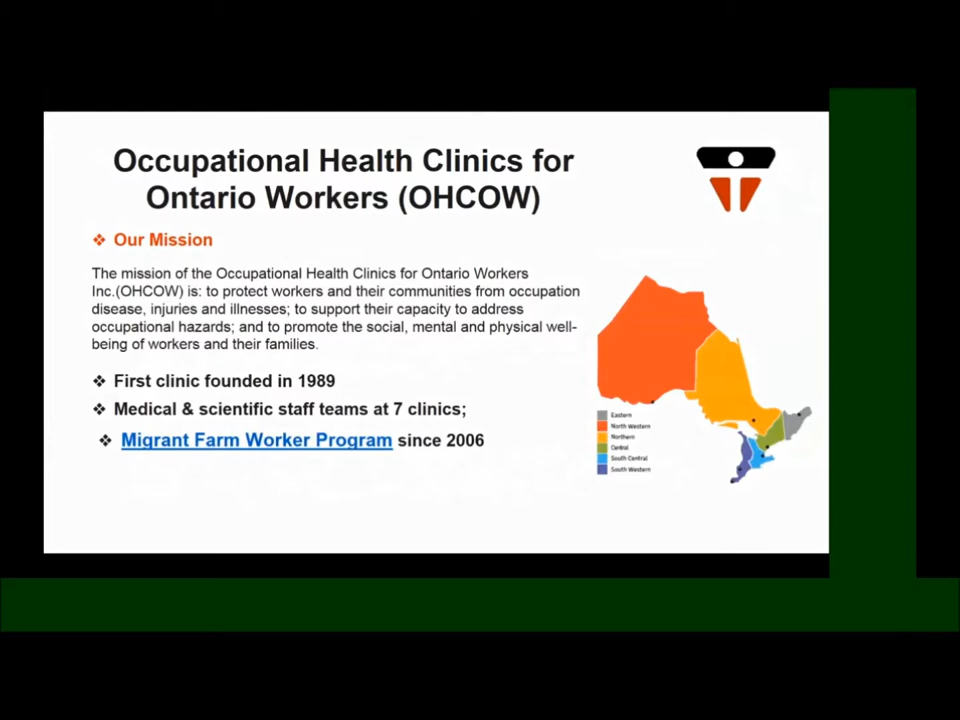 Occupational Health Clinics for
Ontario Workers (OHCOW)
❖ Our Mission
The mission of the Occupational Health Clinics for Ontario Workers
Inc.(OHCOW) is: to protect workers and their communities from occupation
disease, injuries and illnesses; to support their capacity to address
occupational hazards; and to promote the social, mental and physical well-
being of workers and their families.
❖ First clinic founded in 1989
❖ Medical & scientific staff teams at 7 clinics;
❖ Migrant Farm Worker Program since 2006
Eastern
North Western
Northern
Central
South Central
South Western